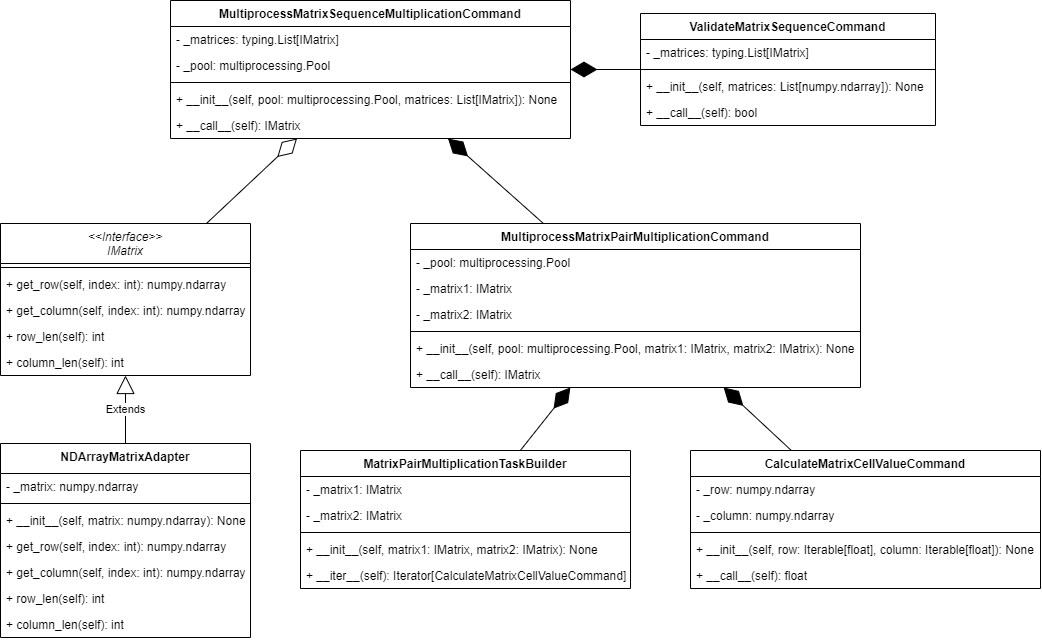 MultiprocessMatrixSequenceMultiplicationCommand
- _matrices: typing.List[IMatrix]
- _pool: multiprocessing.Pool
+ __init__(self, pool: multiprocessing.Pool, matrices: List[IMatrix]): None
+ __call__(self): IMatrix
ValidateMatrixSequenceCommand
- _matrices: typing.List[IMatrix]
+ __init__(self, matrices: List[numpy.ndarray]): None
+ __call__(self): bool
<<Interface>>
IMatrix
+ get_row(self, index: int): numpy.ndarray
+ get_column(self, index: int): numpy.ndarray
+ row_len(self): int
+ column_len(self): int
MultiprocessMatrixPairMultiplicationCommand
- _pool: multiprocessing.Pool
- _matrix1: IMatrix
- _matrix2: IMatrix
+ __init__(self, pool: multiprocessing.Pool, matrix1: IMatrix, matrix2: IMatrix): None
+ __call__(self): IMatrix
Extends
NDArrayMatrixAdapter
- _matrix: numpy.ndarray
+ __init__(self, matrix: numpy.ndarray): None
+ get_row(self, index: int): numpy.ndarray
+ get_column(self, index: int): numpy.ndarray
+ row_len(self): int
+ column_len(self): int
MatrixPairMultiplicationTaskBuilder
- _matrix1: IMatrix
- _matrix2: IMatrix
+ __init__(self, matrix1: IMatrix, matrix2: IMatrix): None
+ __iter__(self): Iterator[CalculateMatrixCellValueCommand]
CalculateMatrixCellValueCommand
- _row: numpy.ndarray
- _column: numpy.ndarray
+ __init__(self, row: Iterable[float], column: Iterable[float]): None
+ __call__(self): float